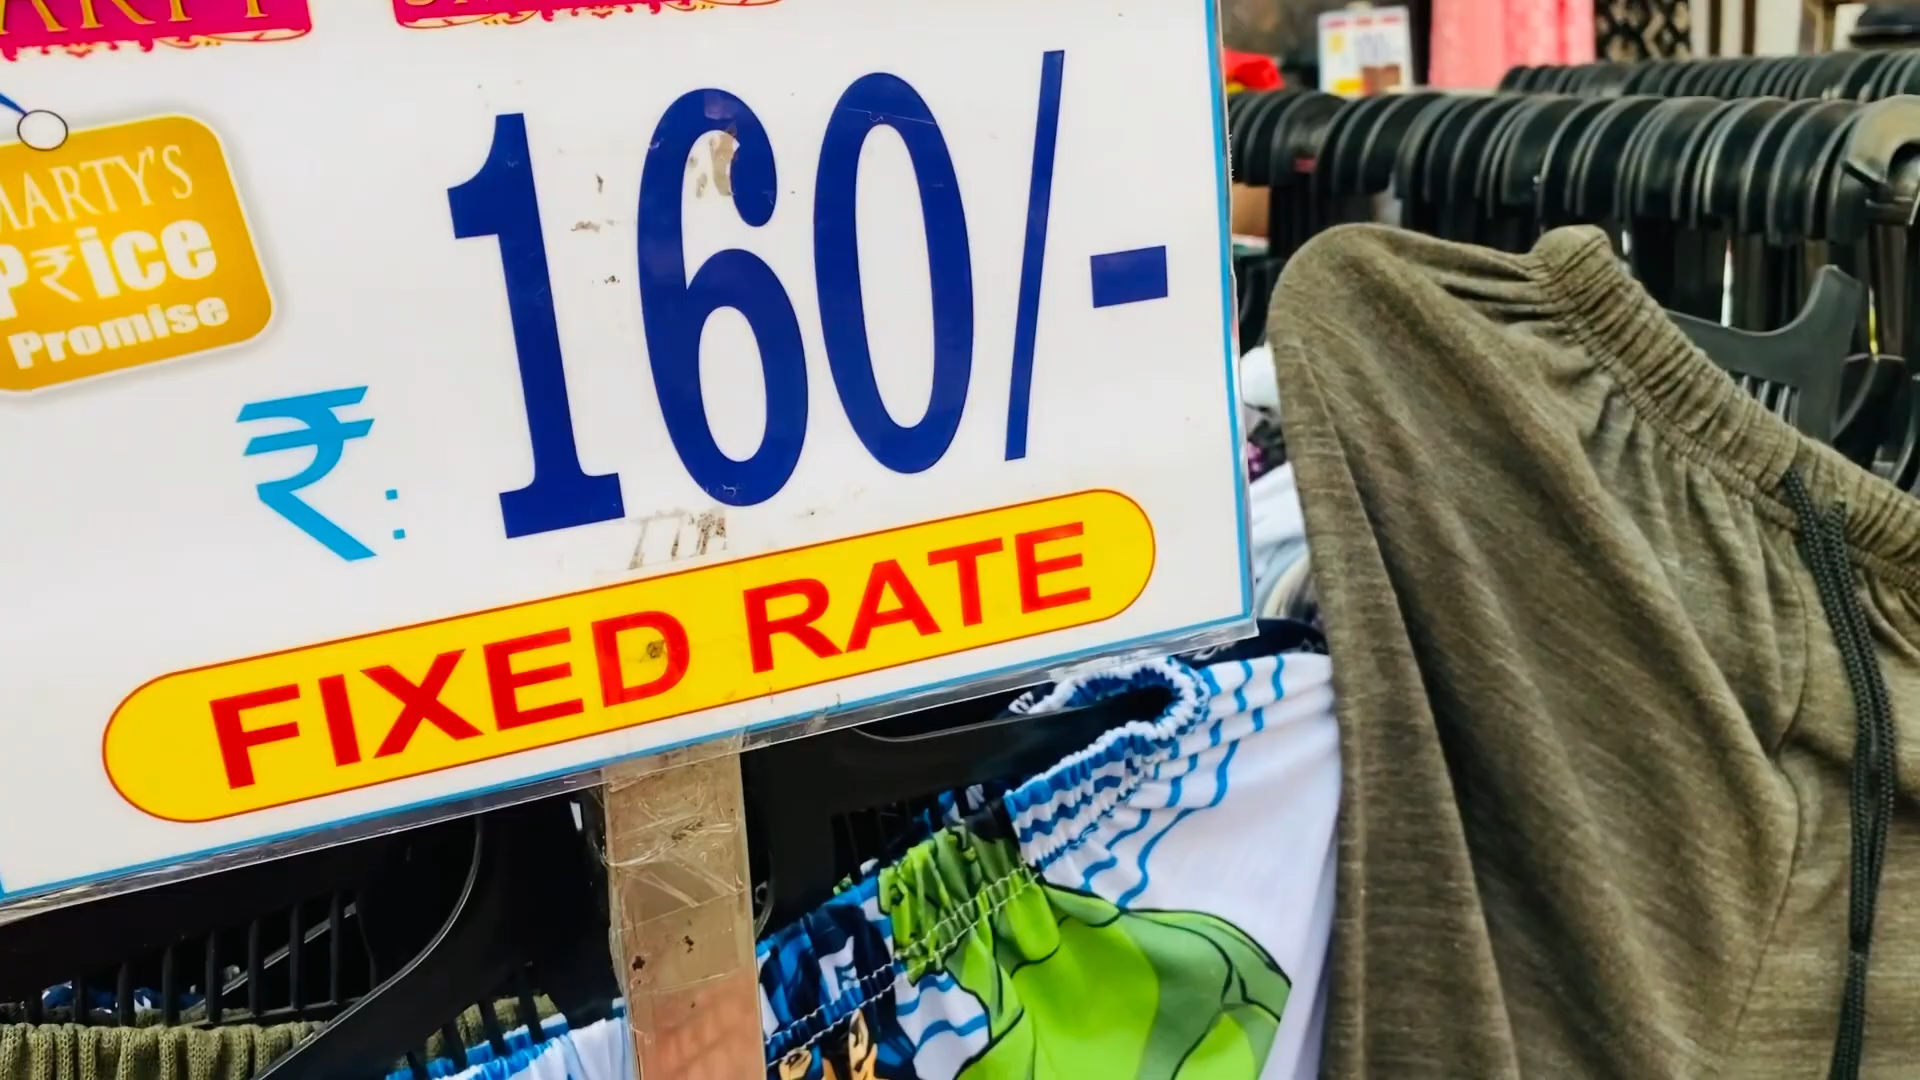 MARTY'S
P₹ice
Promise
160/-
₹:
FIXED RATE